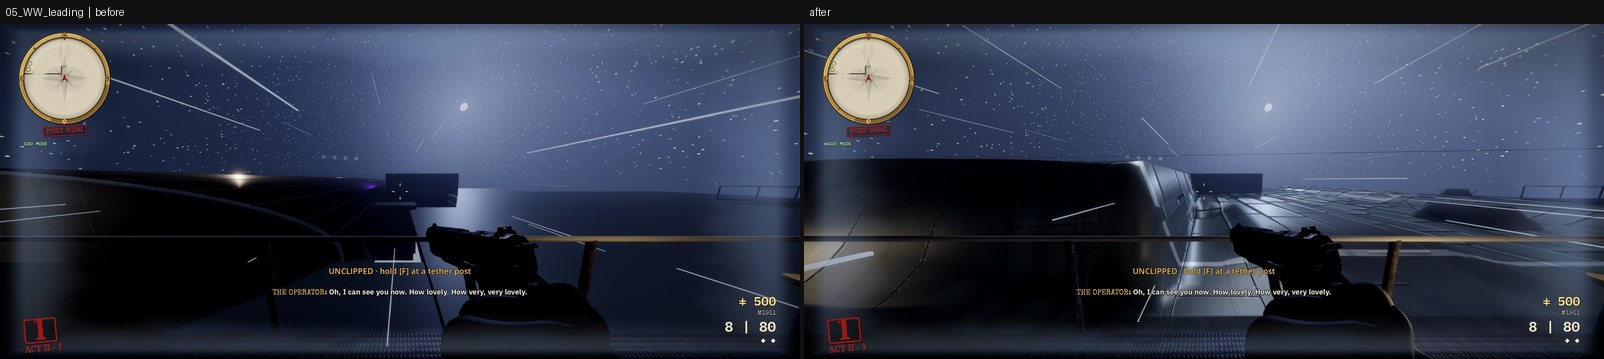 05_WW_leading | before
after
PORT WING
GOD MODE
UNCLIPPED · hold [F] at a tether post
THE OPERATOR: Oh, I can see you now. How lovely. How very, very lovely.
500
M1911
8 | 80
1
ACT II - 1
PORT WING
GOD MODE
UNCLIPPED · hold [F] at a tether post
THE OPERATOR: Oh, I can see you now. How lovely. How very, very lovely.
500
M1911
8 | 80
1
ACT II - 1